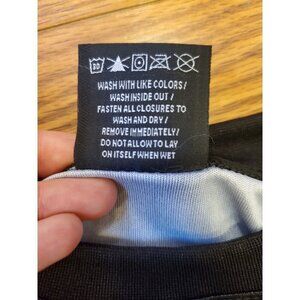 30
WASH WITH LIKE COLORS/
WASH INSIDE OUT /
FASTEN ALL CLOSURES TO
WASH AND DRY /
REMOVE IMMEDIATELY/
DO NOT ALLOW TO LAY
ON ITSELF WHEN WET